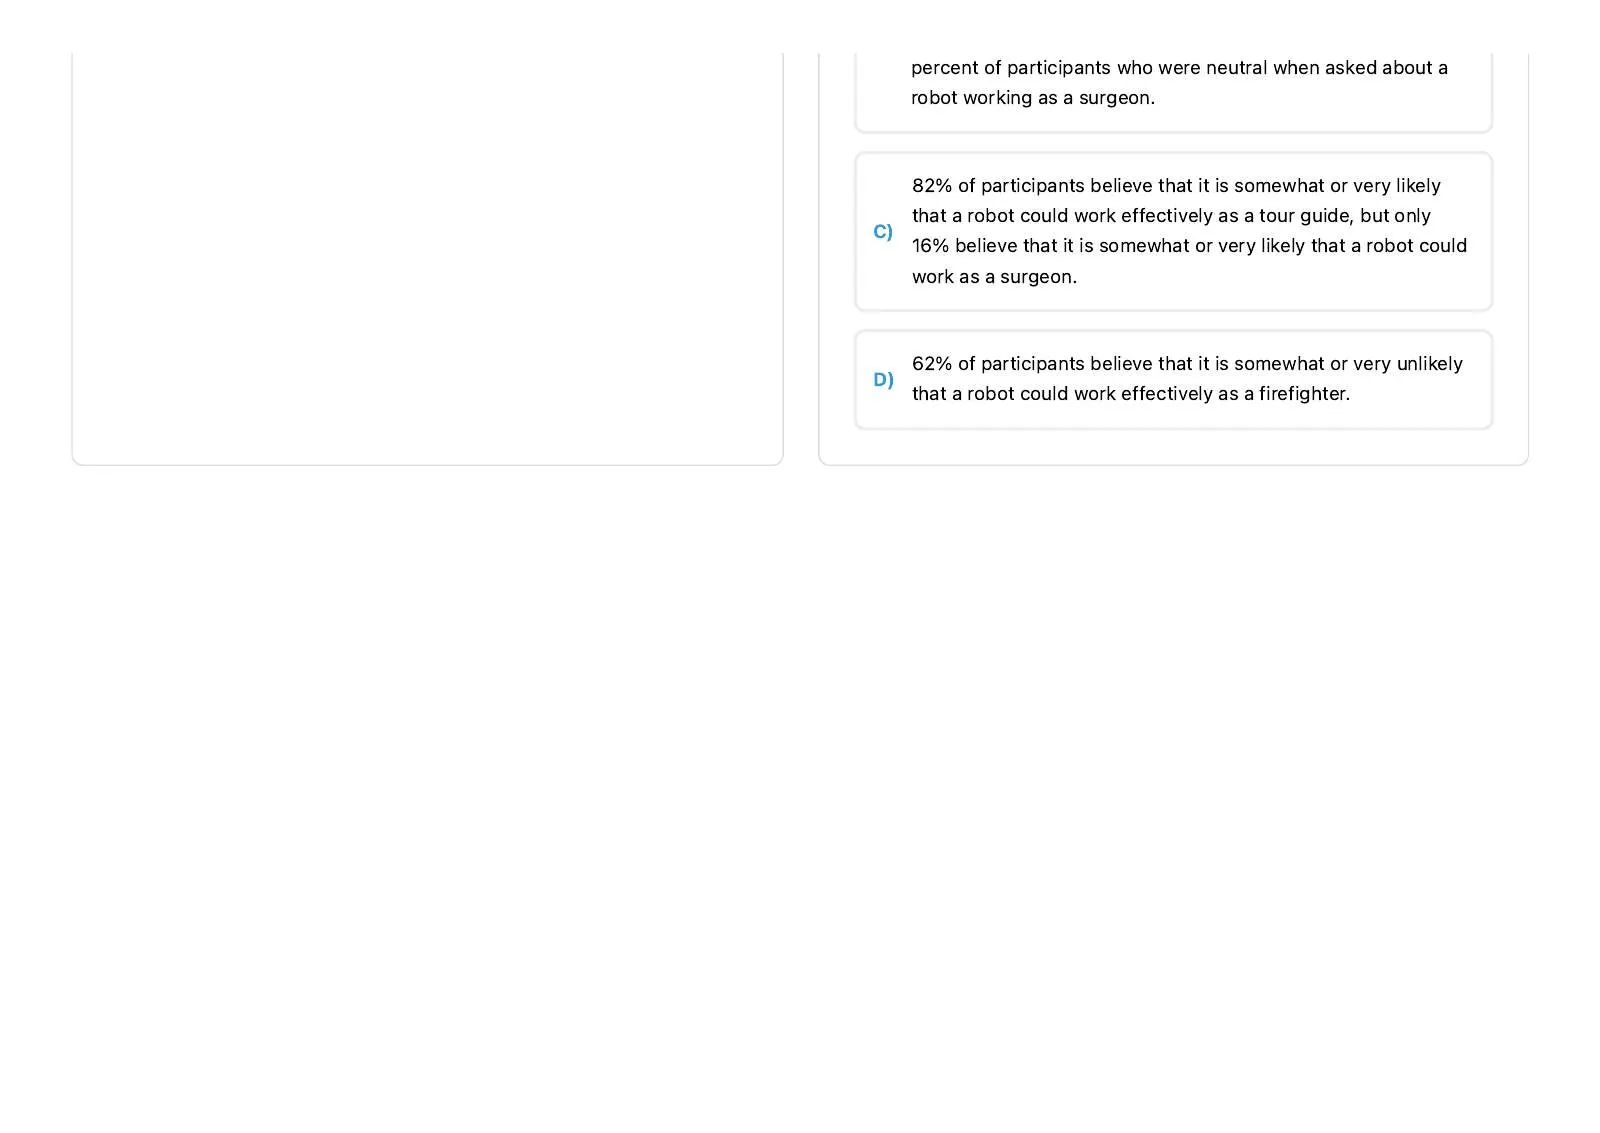 percent of participants who were neutral when asked about a
robot working as a surgeon.
82% of participants believe that it is somewhat or very likely
that a robot could work effectively as a tour guide, but only
C)
16% believe that it is somewhat or very likely that a robot could
work as a surgeon.
62% of participants believe that it is somewhat or very unlikely
D)
that a robot could work effectively as a firefighter.